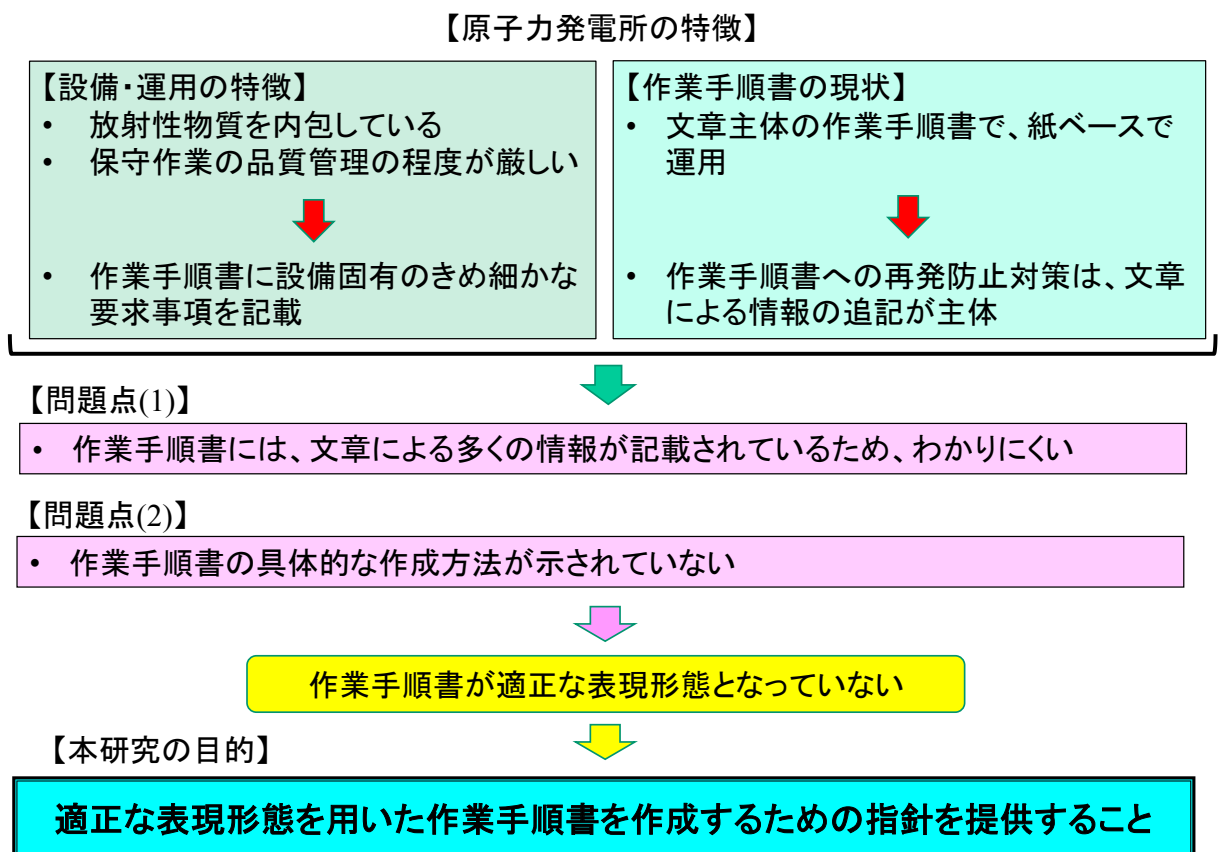 【原子力発電所の特徴】
【設備・運用の特徴】
• 放射性物質を内包している
• 保守作業の品質管理の程度が厳しい
• 作業手順書に設備固有のきめ細かな
要求事項を記載
【作業手順書の現状】
• 文章主体の作業手順書で、紙ベースで
運用
• 作業手順書への再発防止対策は、文章
による情報の追記が主体
【問題点(1)】
• 作業手順書には、文章による多くの情報が記載されているため、わかりにくい
【問題点(2)】
• 作業手順書の具体的な作成方法が示されていない
作業手順書が適正な表現形態となっていない
【本研究の目的】
適正な表現形態を用いた作業手順書を作成するための指針を提供すること